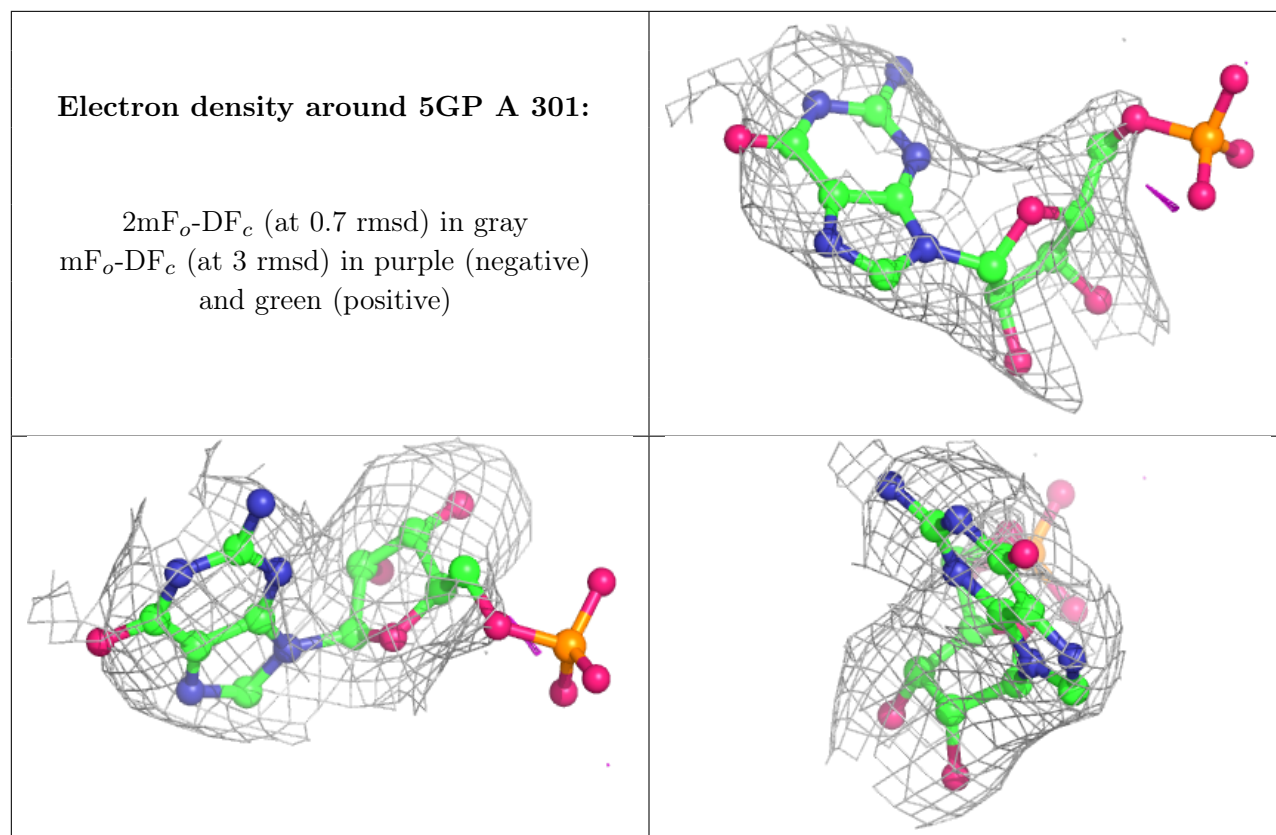 Electron density around 5GP A 301:
2mFo-DFc (at 0.7 rmsd) in gray
mFo-DFc (at 3 rmsd) in purple (negative)
and green (positive)